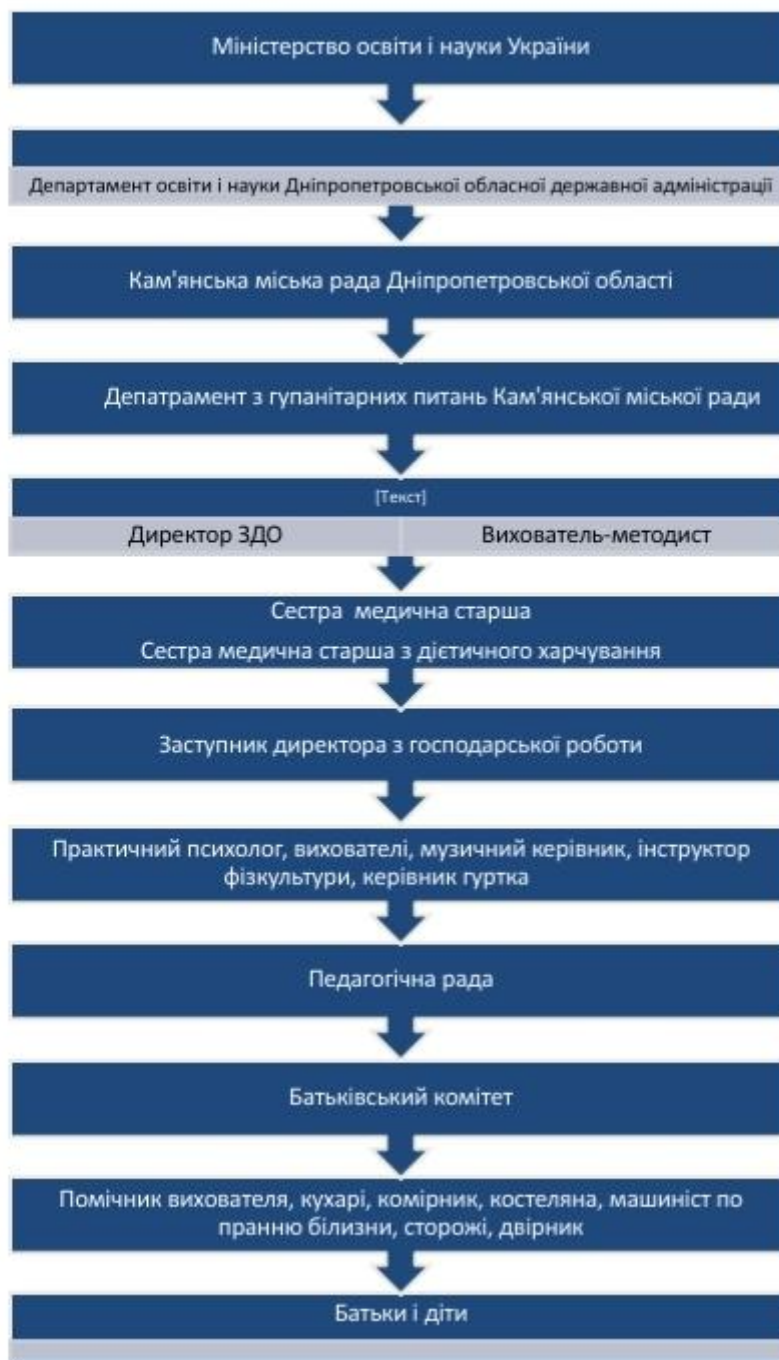 Міністерство освіти і науки України
Департамент освіти і науки Дніпропетровської обласної державної адміністрації
Кам'янська міська рада Дніпропетровської області
Депатрамент з гупанітарних питань Кам'янської міської ради
[Текст]
Директор ЗДО
Вихователь-методист
Сестра медична старша
Сестра медична старша з дієтичного харчування
Заступник директора з господарської роботи
Практичний психолог, вихователі, музичний керівник, інструктор
фізкультури, керівник гуртка
Педагогічна рада
Батьківський комітет
Помічник вихователя, кухарі, комірник, костеляна, машиніст по
пранню білизни, сторожі, двірник
Батьки і діти